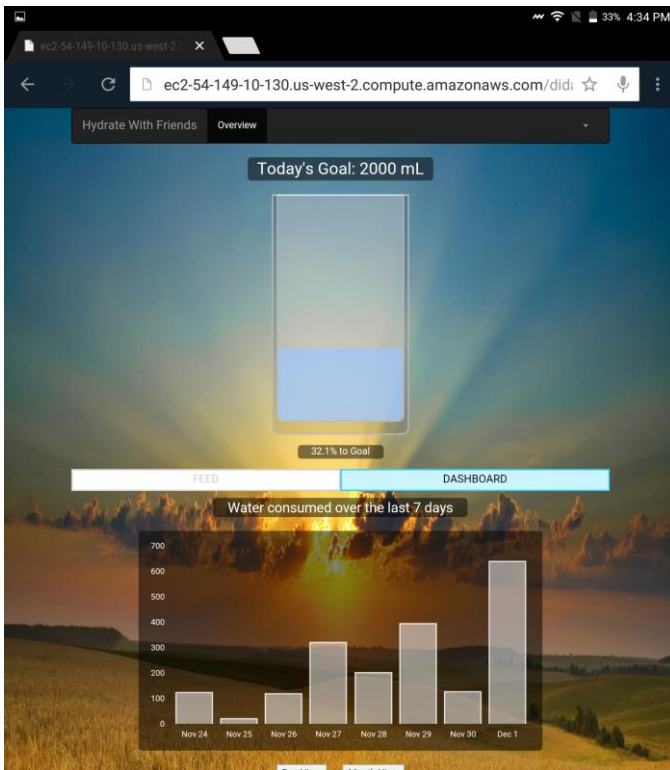 33% 4:34 PM
ec2-54-149-10-130.us-west-2.c
ec2-54-149-10-130.us-west-2.compute.amazonaws.com/dida
Hydrate With Friends Overview
Today's Goal: 2000 mL
32.1% to Goal
FEED DASHBOARD
Water consumed over the last 7 days
700
600
500
400
300
200
100
0
Nov 24 Nov 25 Nov 26 Nov 27 Nov 28 Nov 29 Nov 30 Dec 1